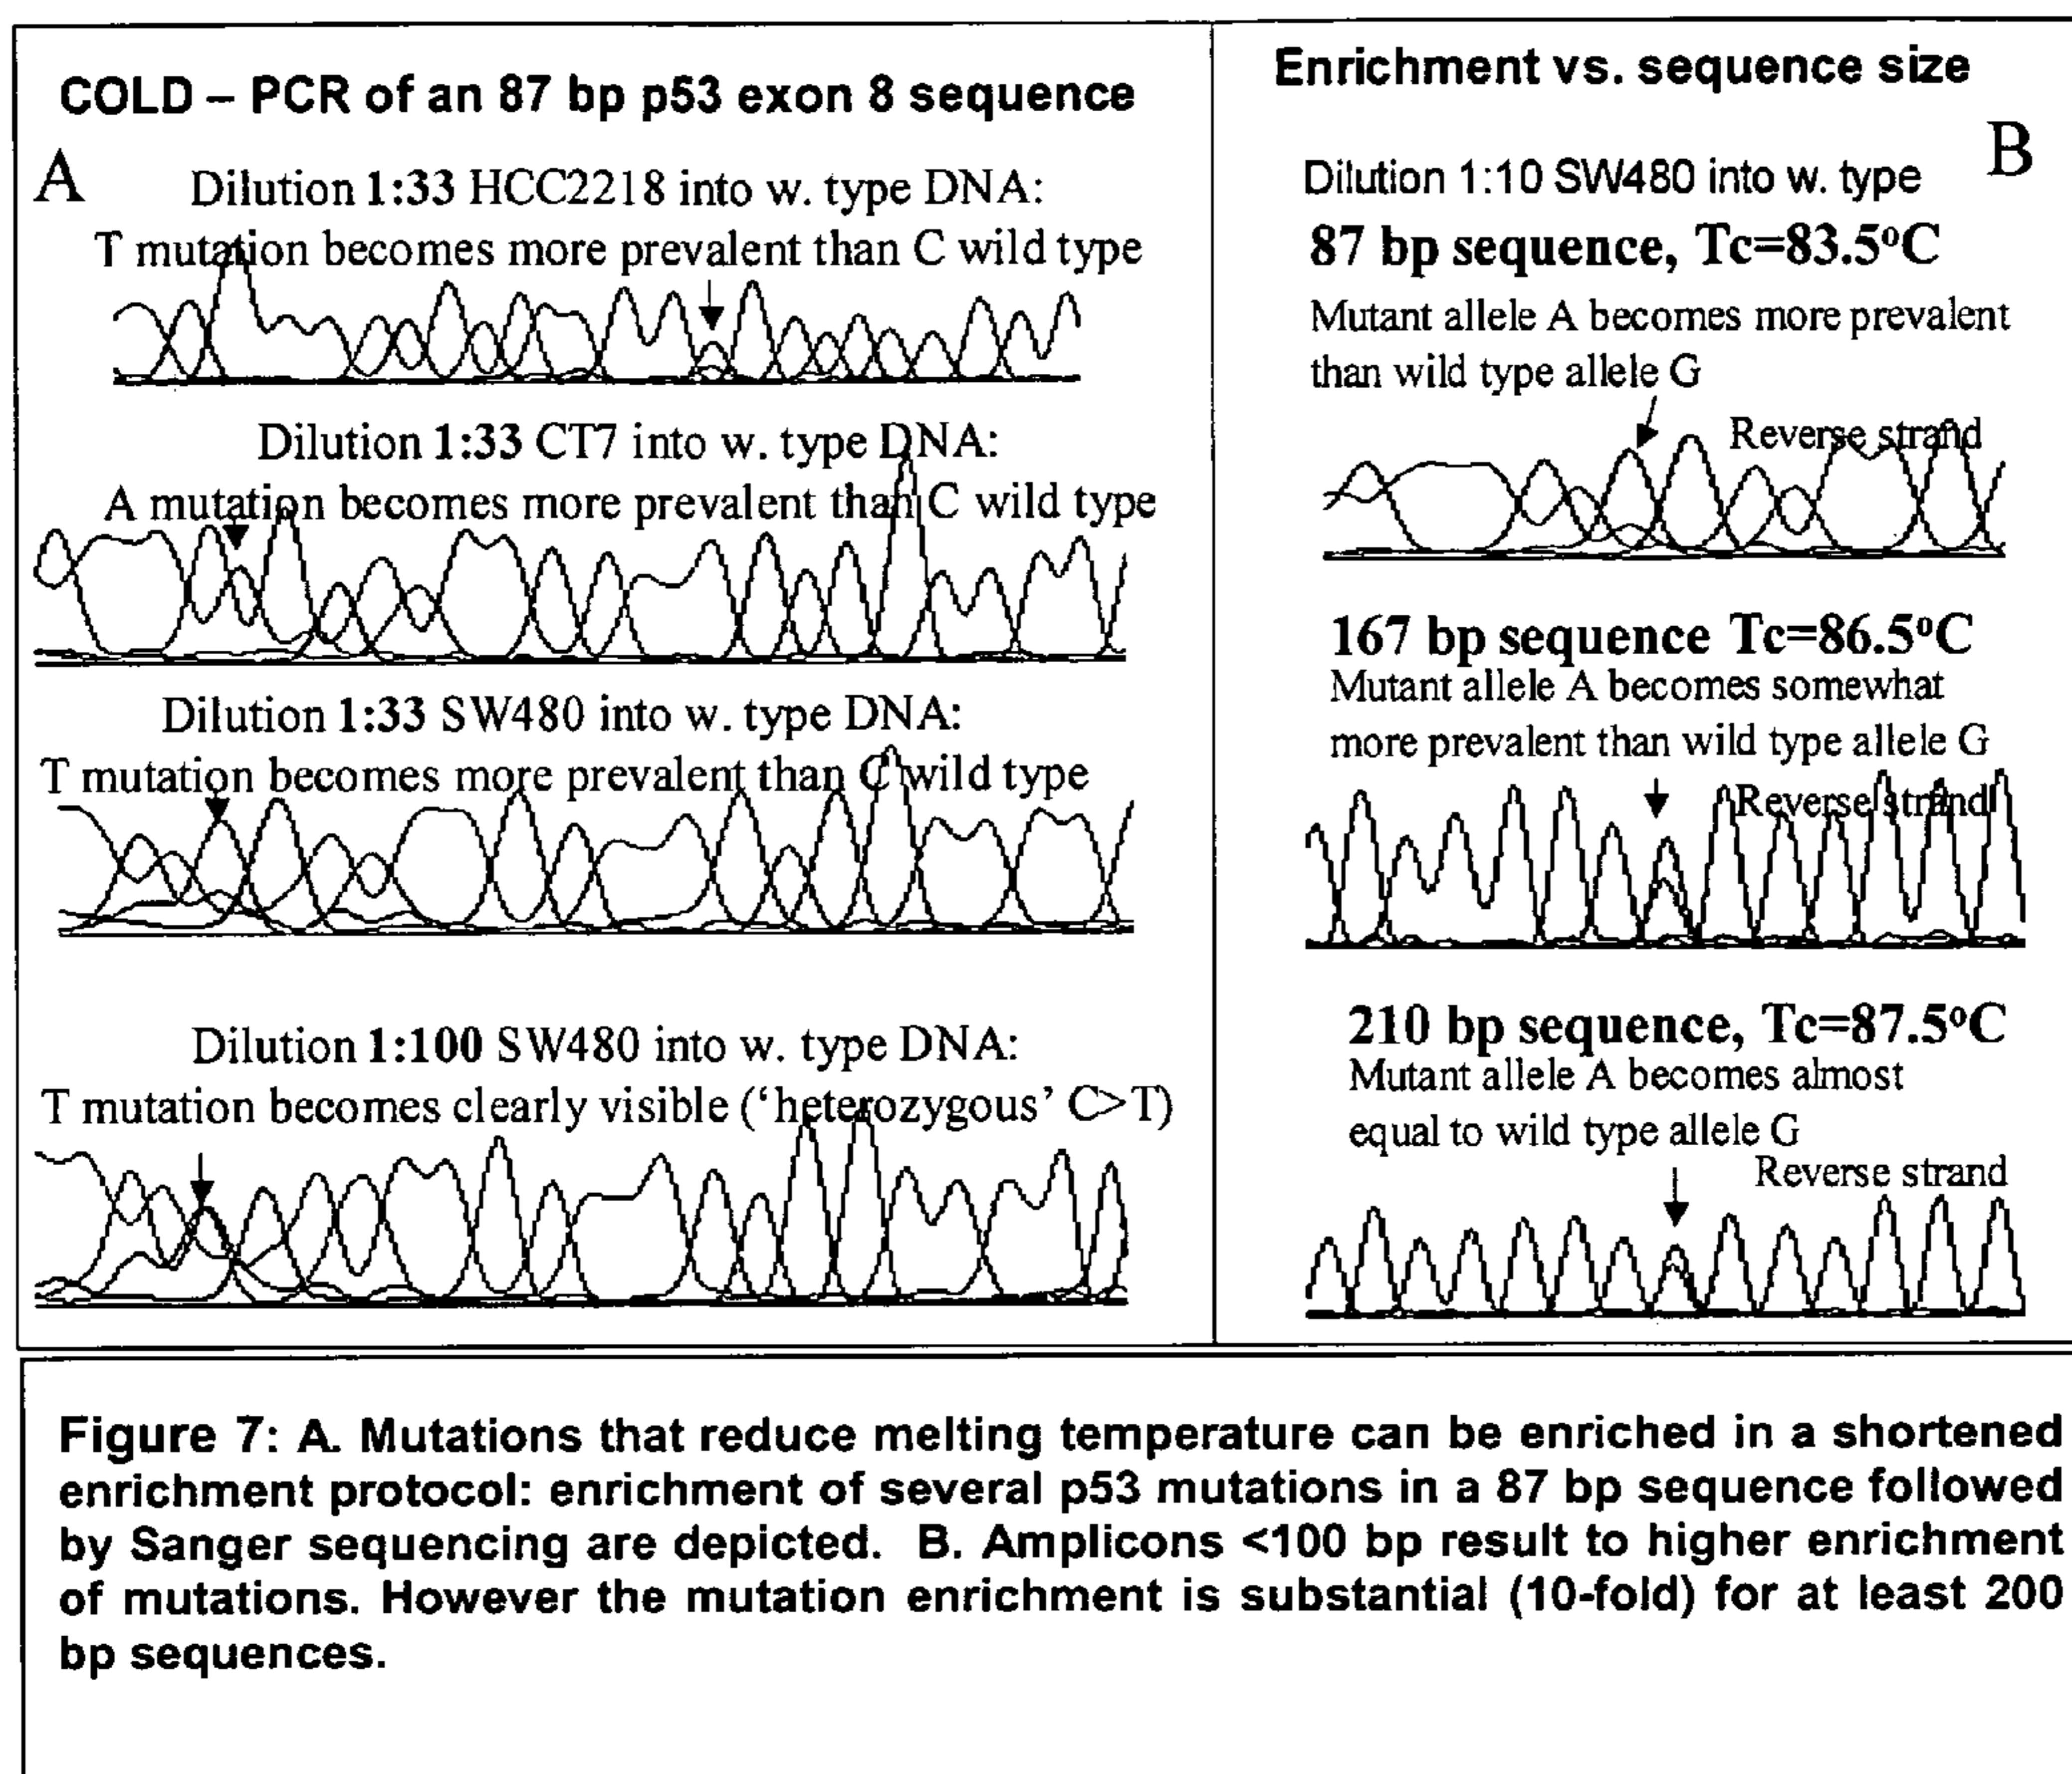 COLD – PCR of an 87 bp p53 exon 8 sequence
A
Dilution 1:33 HCC2218 into w. type DNA:
T mutation becomes more prevalent than C wild type
Dilution 1:33 CT7 into w. type DNA:
A mutation becomes more prevalent than C wild type
Dilution 1:33 SW480 into w. type DNA:
T mutation becomes more prevalent than C wild type
Dilution 1:100 SW480 into w. type DNA:
T mutation becomes clearly visible (‘heterozygous’ C>T)
Enrichment vs. sequence size
B
Dilution 1:10 SW480 into w. type
87 bp sequence, Tc=83.5ºC
Mutant allele A becomes more prevalent
than wild type allele G
Reverse strand
167 bp sequence Tc=86.5ºC
Mutant allele A becomes somewhat
more prevalent than wild type allele G
Reverse strand
210 bp sequence, Tc=87.5ºC
Mutant allele A becomes almost
equal to wild type allele G
Reverse strand
Figure 7: A. Mutations that reduce melting temperature can be enriched in a shortened
enrichment protocol: enrichment of several p53 mutations in a 87 bp sequence followed
by Sanger sequencing are depicted. B. Amplicons <100 bp result to higher enrichment
of mutations. However the mutation enrichment is substantial (10-fold) for at least 200
bp sequences.